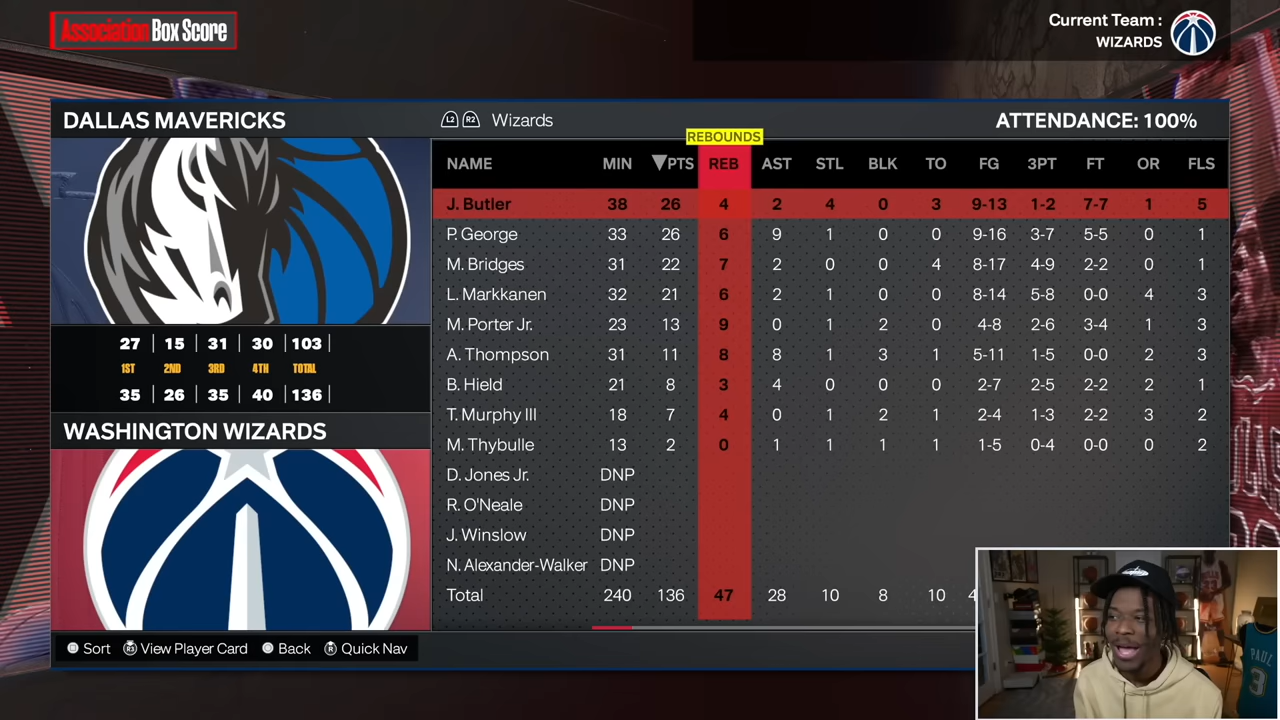 Association Box Score
Current Team :
WIZARDS
DALLAS MAVERICKS
L2 R2 Wizards
ATTENDANCE: 100%
REBOUNDS
NAME MIN PTS REB AST STL BLK TO FG 3PT FT OR FLS
J. Butler 38 26 4 2 4 0 3 9-13 1-2 7-7 1 5
P. George 33 26 6 9 1 0 0 9-16 3-7 5-5 0 1
M. Bridges 31 22 7 2 0 0 4 8-17 4-9 2-2 0 1
L. Markkanen 32 21 6 2 1 0 0 8-14 5-8 0-0 4 3
M. Porter Jr. 23 13 9 0 1 2 0 4-8 2-6 3-4 1 3
A. Thompson 31 11 8 8 1 3 1 5-11 1-5 0-0 2 3
B. Hield 21 8 3 4 0 0 0 2-7 2-5 2-2 2 1
T. Murphy III 18 7 4 0 1 2 1 2-4 1-3 2-2 3 2
M. Thybulle 13 2 0 1 1 1 1 1-5 0-4 0-0 0 2
D. Jones Jr. DNP
R. O'Neale DNP
J. Winslow DNP
N. Alexander-Walker DNP
Total 240 136 47 28 10 8 10 4
27 15 31 30 103
1ST 2ND 3RD 4TH TOTAL
35 26 35 40 136
WASHINGTON WIZARDS
Sort R3 View Player Card Back R Quick Nav
PAUL
3